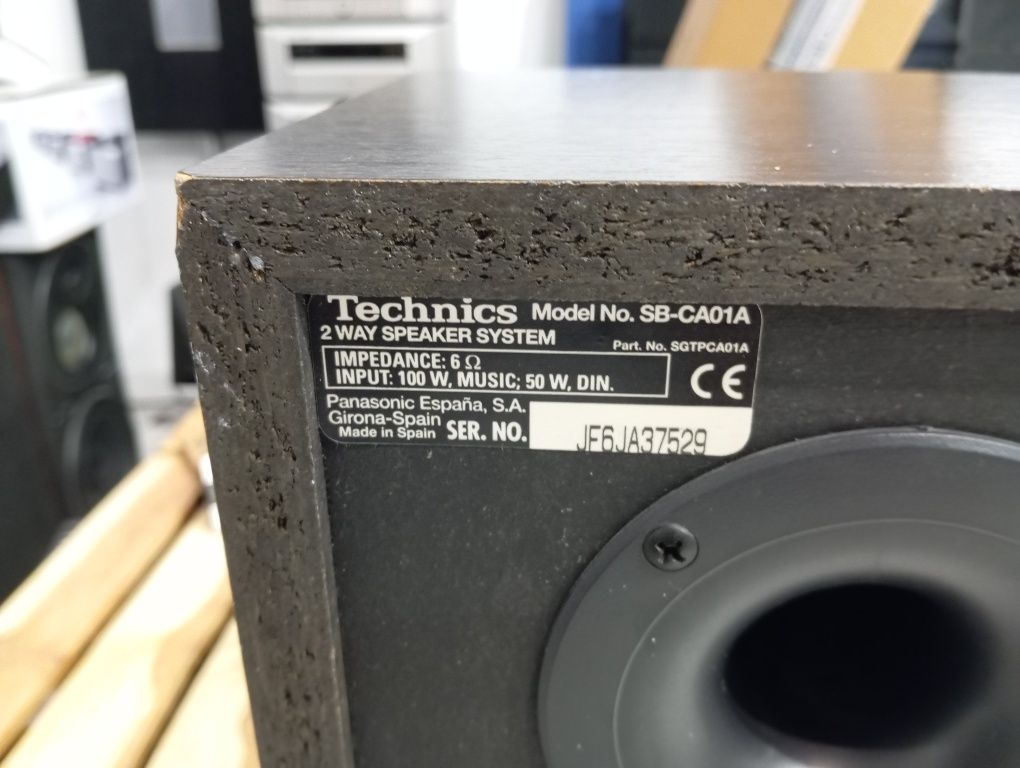 Technics Model No. SB-CA01A
2 WAY SPEAKER SYSTEM
Part. No. SGTPCA01A
IMPEDANCE: 6 Ω
INPUT: 100 W, MUSIC; 50 W, DIN.
CE
Panasonic España, S.A.
Girona-Spain
Made in Spain SER. NO.
JF6JA37529